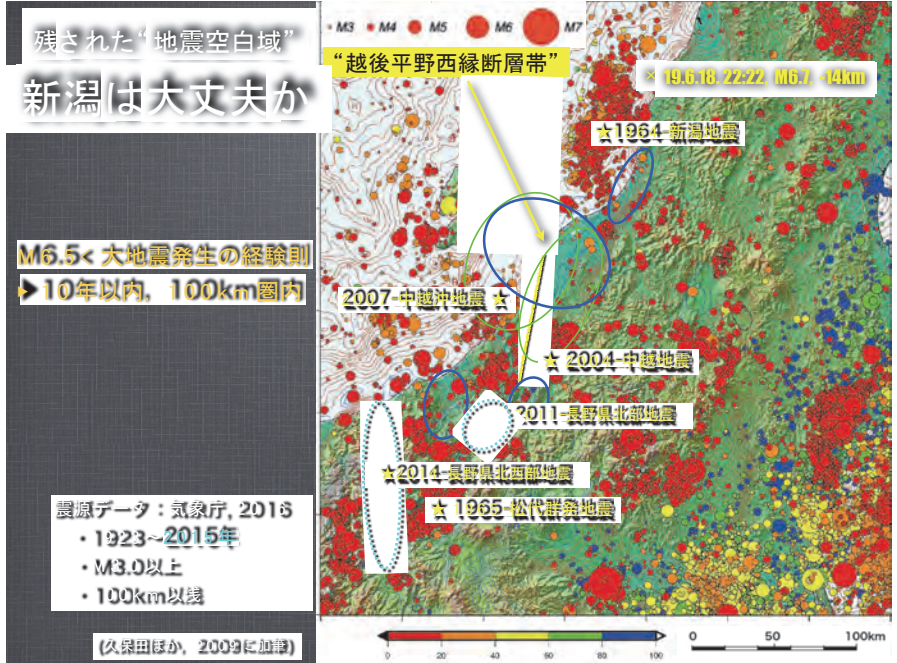 残された“地震空白域”
新潟は大丈夫か
M6.5< 大地震発生の経験則
▶10年以内，100km圏内
震源データ：気象庁, 2016
・1923~2015年
・M3.0以上
・100km以浅
(久保田ほか，2009に加筆)
M3 M4 M5 M6 M7
“越後平野西縁断層帯”
× 19.6.18, 22:22, M6.7, -14km
★1964-新潟地震
2007-中越沖地震 ★
★ 2004-中越地震
2011-長野県北部地震
★2014-長野県北西部地震
★ 1965-松代群発地震
0 20 40 60 80 100
0 50 100km